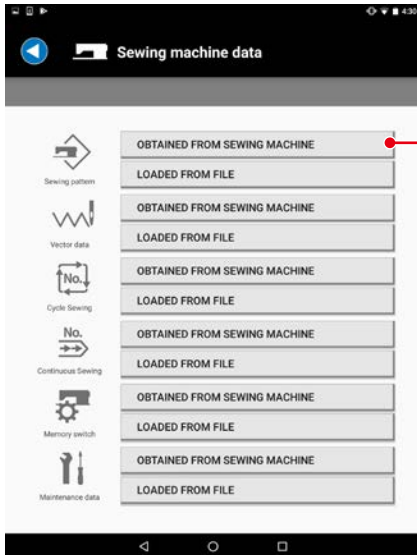 4:30
Sewing machine data
OBTAINED FROM SEWING MACHINE
LOADED FROM FILE
Sewing pattern
OBTAINED FROM SEWING MACHINE
LOADED FROM FILE
Vector data
OBTAINED FROM SEWING MACHINE
No.
LOADED FROM FILE
Cycle Sewing
OBTAINED FROM SEWING MACHINE
No.
LOADED FROM FILE
Continuous Sewing
OBTAINED FROM SEWING MACHINE
LOADED FROM FILE
Memory switch
OBTAINED FROM SEWING MACHINE
LOADED FROM FILE
Maintenance data